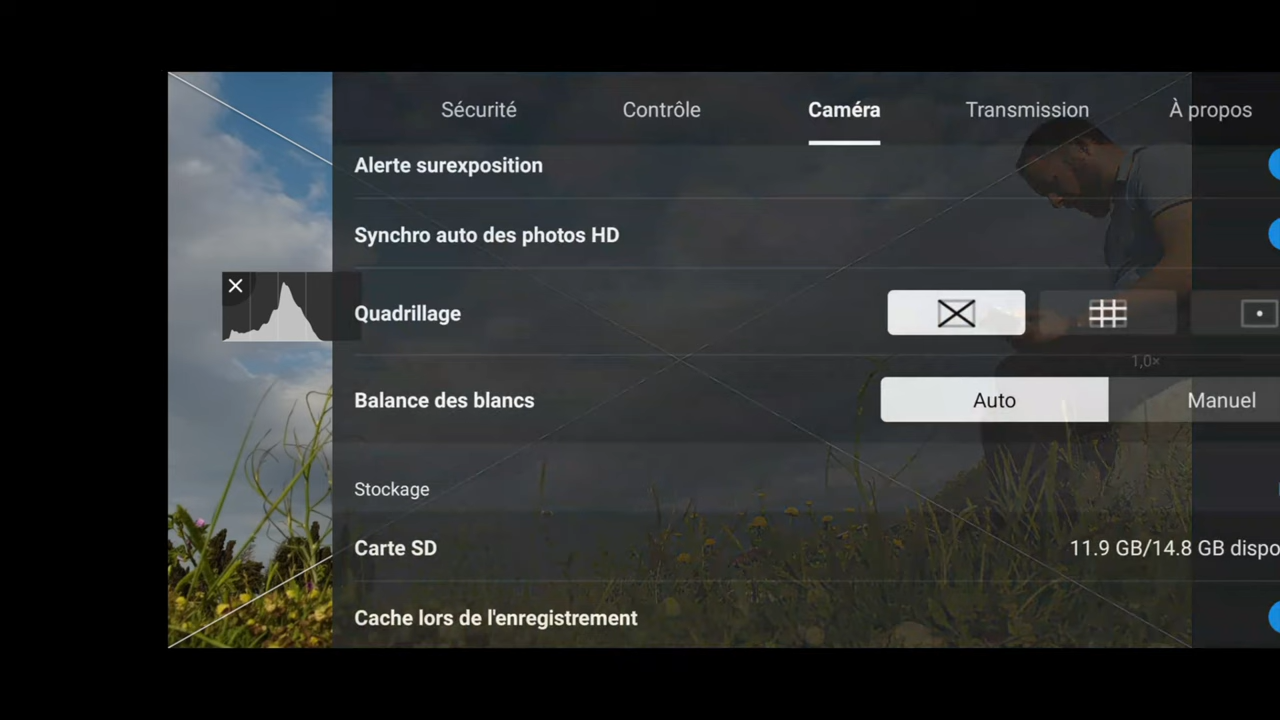 Sécurité Contrôle Caméra Transmission À propos
Alerte surexposition
Synchro auto des photos HD
Quadrillage
1,0×
Balance des blancs Auto Manuel
Stockage
Carte SD 11.9 GB/14.8 GB dispo
Cache lors de l'enregistrement